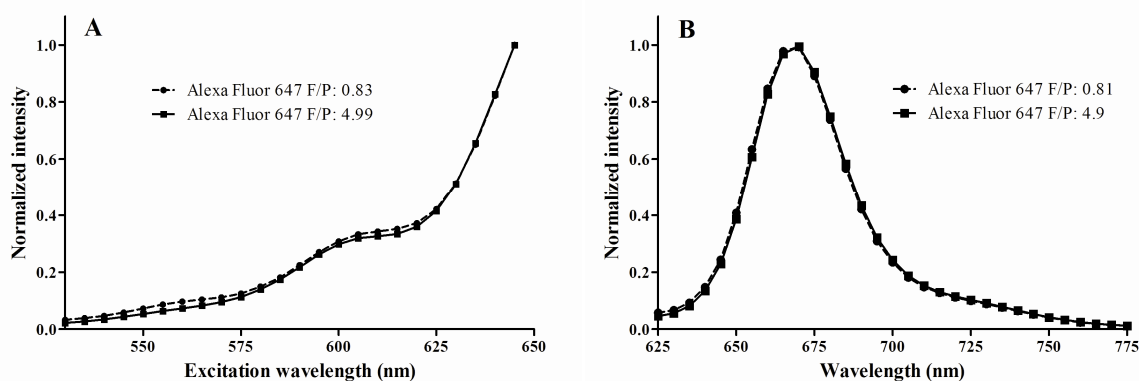 A
Normalized intensity
1.0
0.8
0.6
0.4
0.2
0.0
Alexa Fluor 647 F/P: 0.83
Alexa Fluor 647 F/P: 4.99
550 575 600 625 650
Excitation wavelength (nm)
B
Normalized intensity
1.0
0.8
0.6
0.4
0.2
0.0
Alexa Fluor 647 F/P: 0.81
Alexa Fluor 647 F/P: 4.9
625 650 675 700 725 750 775
Wavelength (nm)